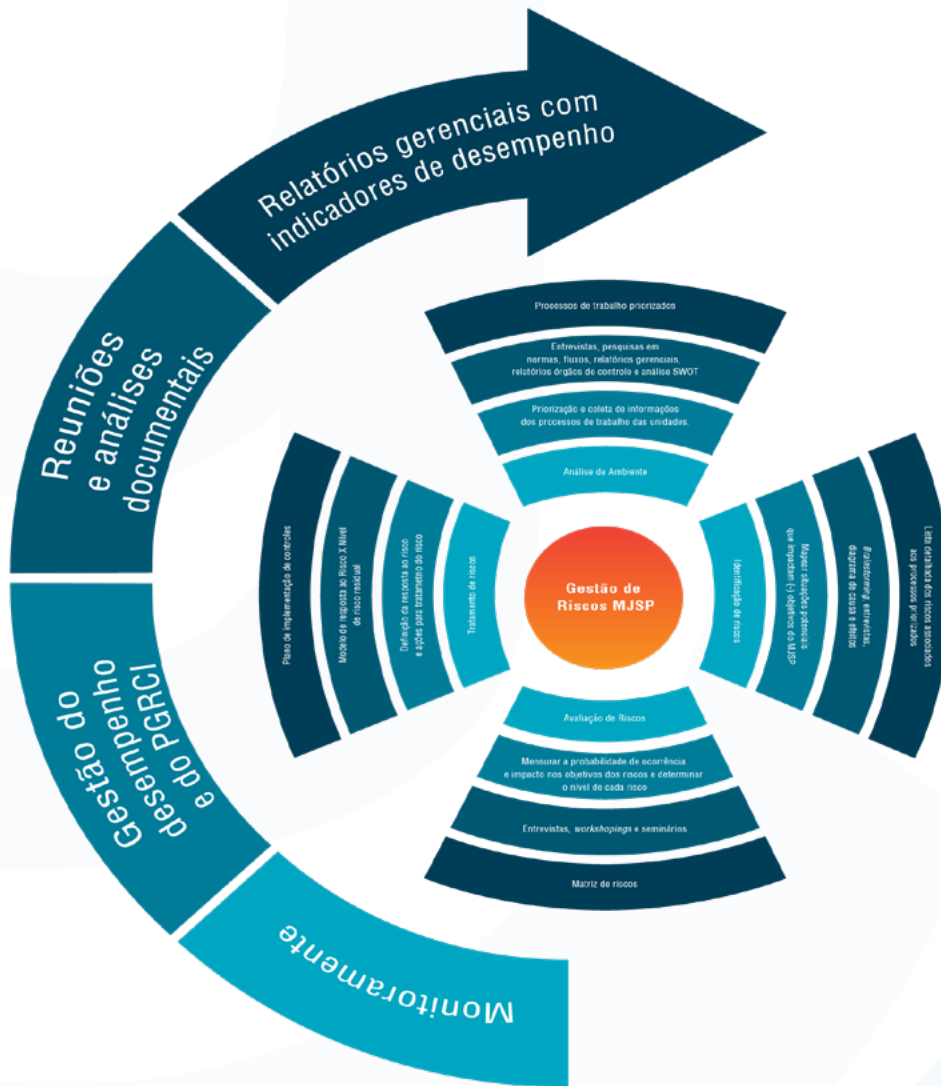 Relatórios gerenciais com
indicadores de desempenho
Reuniões
e análises
documentais
Gestão do
desempenho
e do PGRCI
Monitoramente
Processos de trabalho priorizados
Entrevistas, pesquisas em
normas, fluxos, relatórios gerenciais,
relatórios órgãos de controle e análise SWOT
Priorização e coleta de informações
dos processos de trabalho das unidades.
Análise de Ambiente
Plano de implementação de controles
Modelo de resposta ao Risco X Nível
de risco residual
Definição da resposta ao risco
e ações para tratametno do risco
Tratamento de riscos
Gestão de
Riscos MJSP
Identificação de riscos
Mapear situações potenciais
que impactam (-) objetivos do MJSP
Brainstorming, entrevistas,
diagrama de causa e efeitos
Lista detalhada dos riscos associados
aos processos priorizados
Avaliação de Riscos
Mensurar a probabilidade de ocorrência
e impacto nos objetivos dos riscos e determinar
o nível de cada risco
Entrevistas, workshopings e seminários
Matriz de riscos